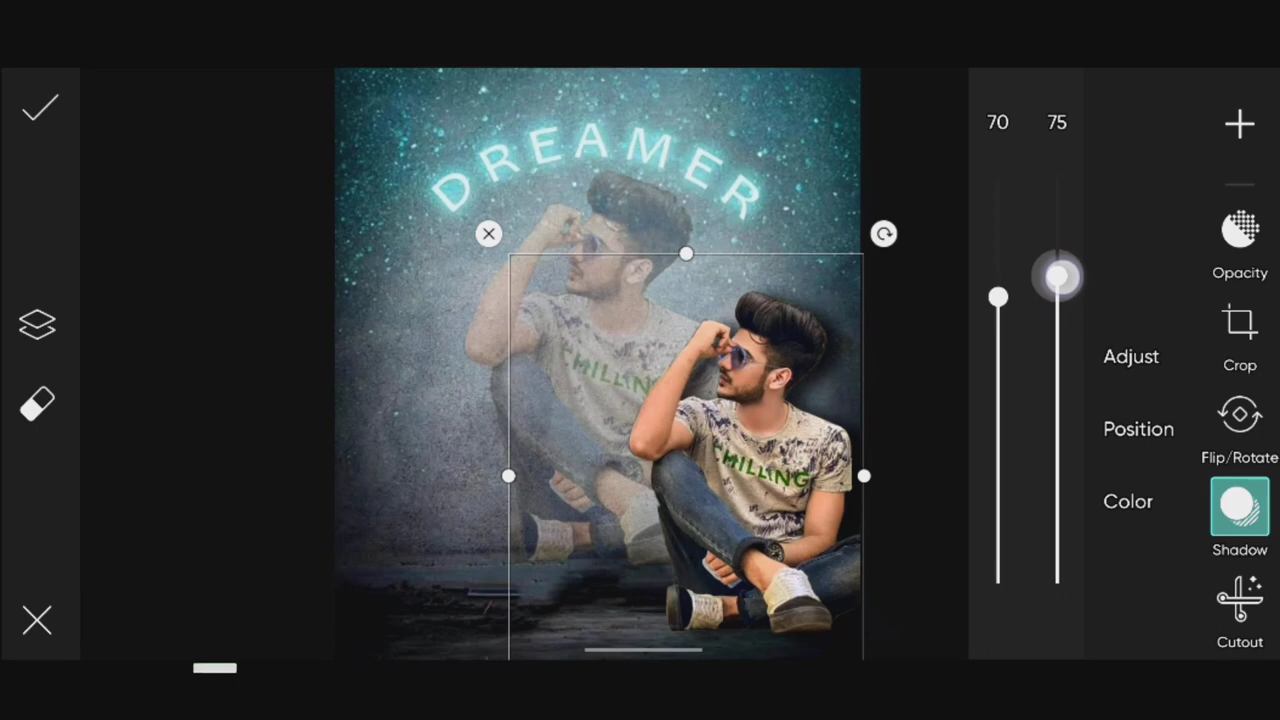 70 75
DREAMER
Opacity
Adjust
Crop
CHILLING
Position
Flip/Rotate
CHILLING
Color
Shadow
Cutout